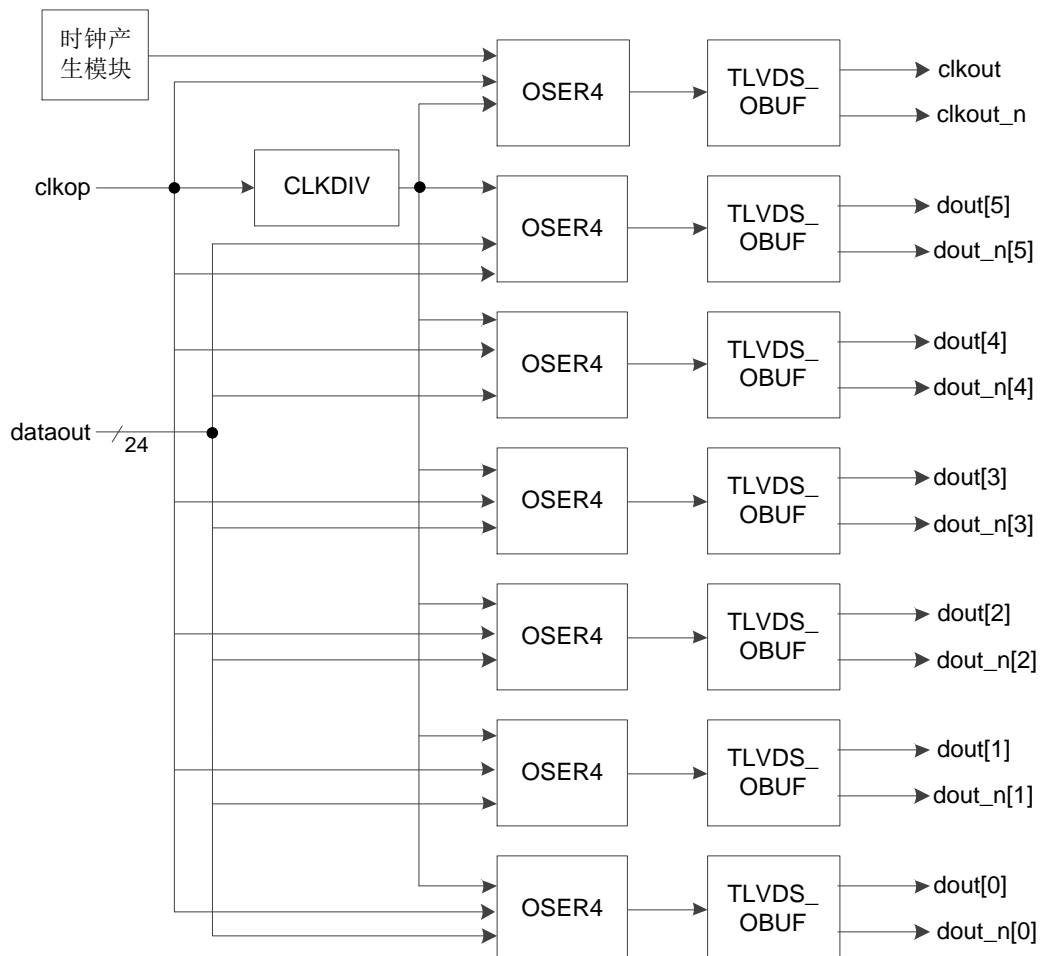 时钟产
生模块
OSER4
TLVDS_
OBUF
clkout
clkout_n
clkop
CLKDIV
OSER4
TLVDS_
OBUF
dout[5]
dout_n[5]
OSER4
TLVDS_
OBUF
dout[4]
dout_n[4]
dataout
24
OSER4
TLVDS_
OBUF
dout[3]
dout_n[3]
OSER4
TLVDS_
OBUF
dout[2]
dout_n[2]
OSER4
TLVDS_
OBUF
dout[1]
dout_n[1]
OSER4
TLVDS_
OBUF
dout[0]
dout_n[0]